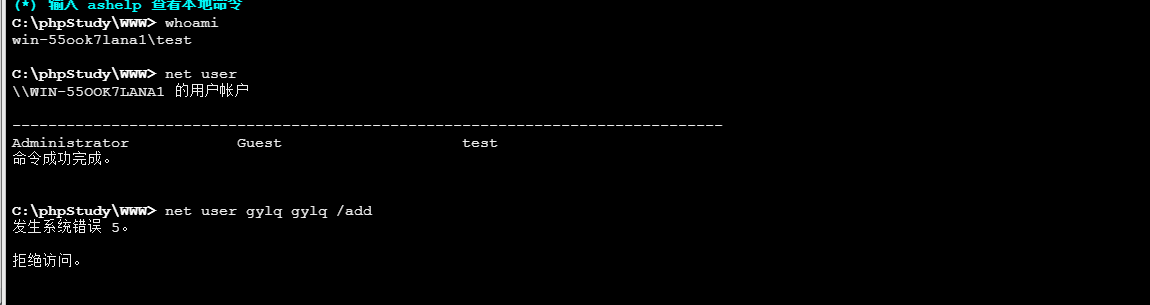 (*) 输入 ashelp 查看本地命令
C:\phpStudy\WWW> whoami
win-55ook7lana1\test
C:\phpStudy\WWW> net user
\\WIN-55OOK7LANA1 的用户帐户
-------------------------------------------------------------------------------
Administrator Guest test
命令成功完成。
C:\phpStudy\WWW> net user gylq gylq /add
发生系统错误 5。
拒绝访问。